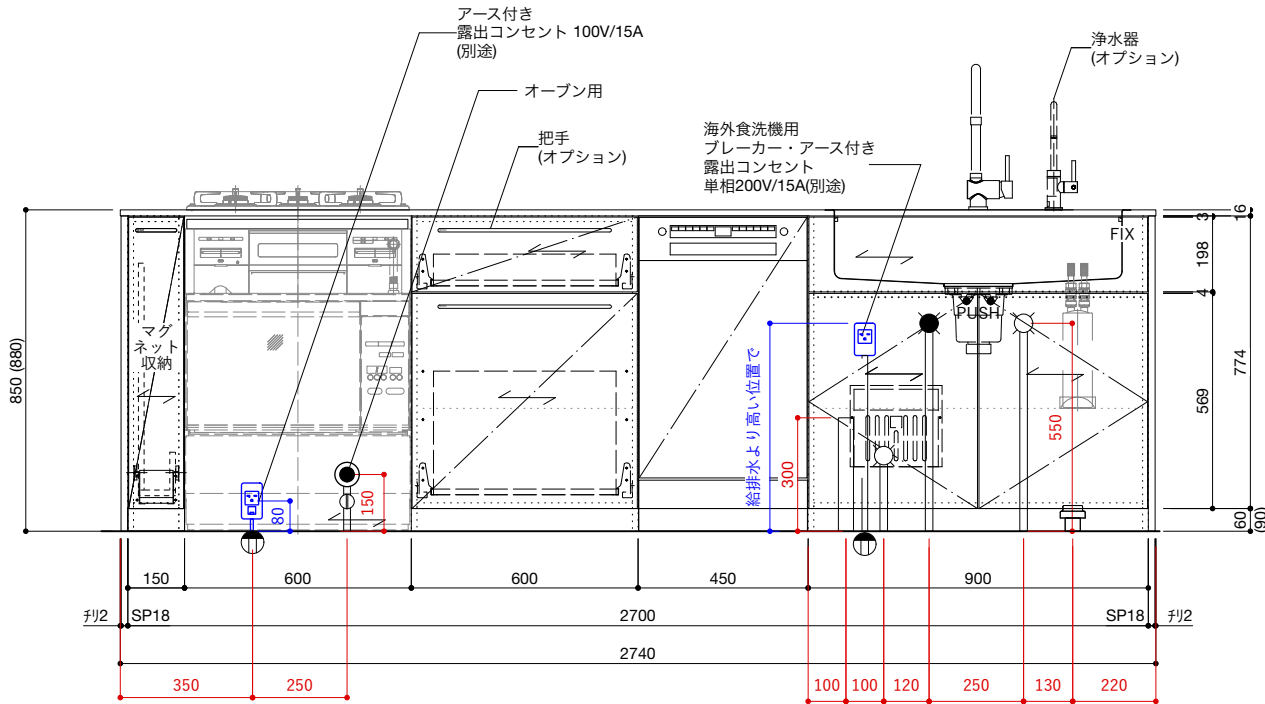 アース付き
露出コンセント 100V/15A
(別途)
オーブン用
把手
(オプション)
海外食洗機用
ブレーカー・アース付き
露出コンセント
単相200V/15A(別途)
浄水器
(オプション)
FIX
PUSH
マグ
ネット
収納
給排水より高い位置で
850 (880)
80
150
300
550
16
3
198
4
569
774
60
(90)
150
600
600
450
900
チリ2
SP18
2700
SP18
チリ2
2740
350
250
100
100
120
250
130
220